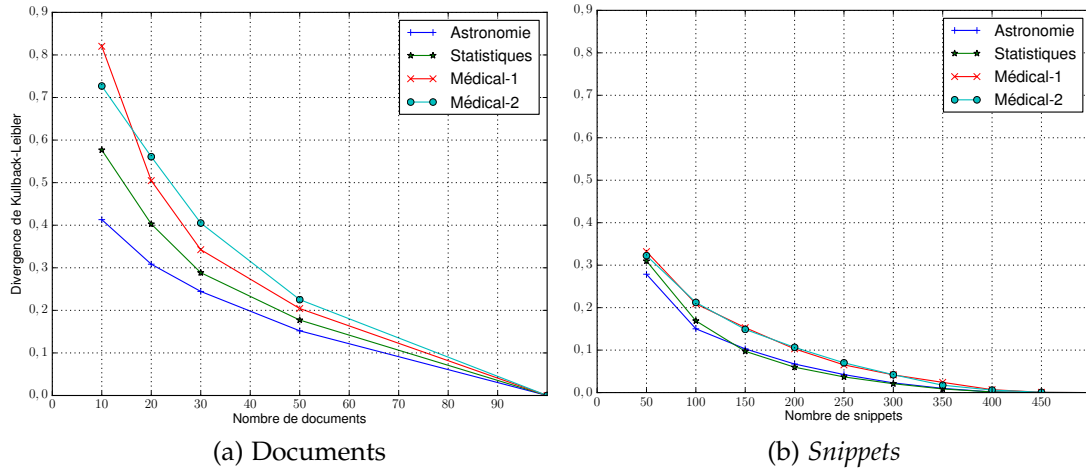 0,9
0,8
0,7
0,6
0,5
0,4
0,3
0,2
0,1
0,0
Divergence de Kullback-Leibler
0 10 20 30 40 50 60 70 80 90
Nombre de documents
Astronomie
Statistiques
Médical-1
Médical-2
(a) Documents
0,9
0,8
0,7
0,6
0,5
0,4
0,3
0,2
0,1
0,0
0 50 100 150 200 250 300 350 400 450
Nombre de snippets
Astronomie
Statistiques
Médical-1
Médical-2
(b) Snippets